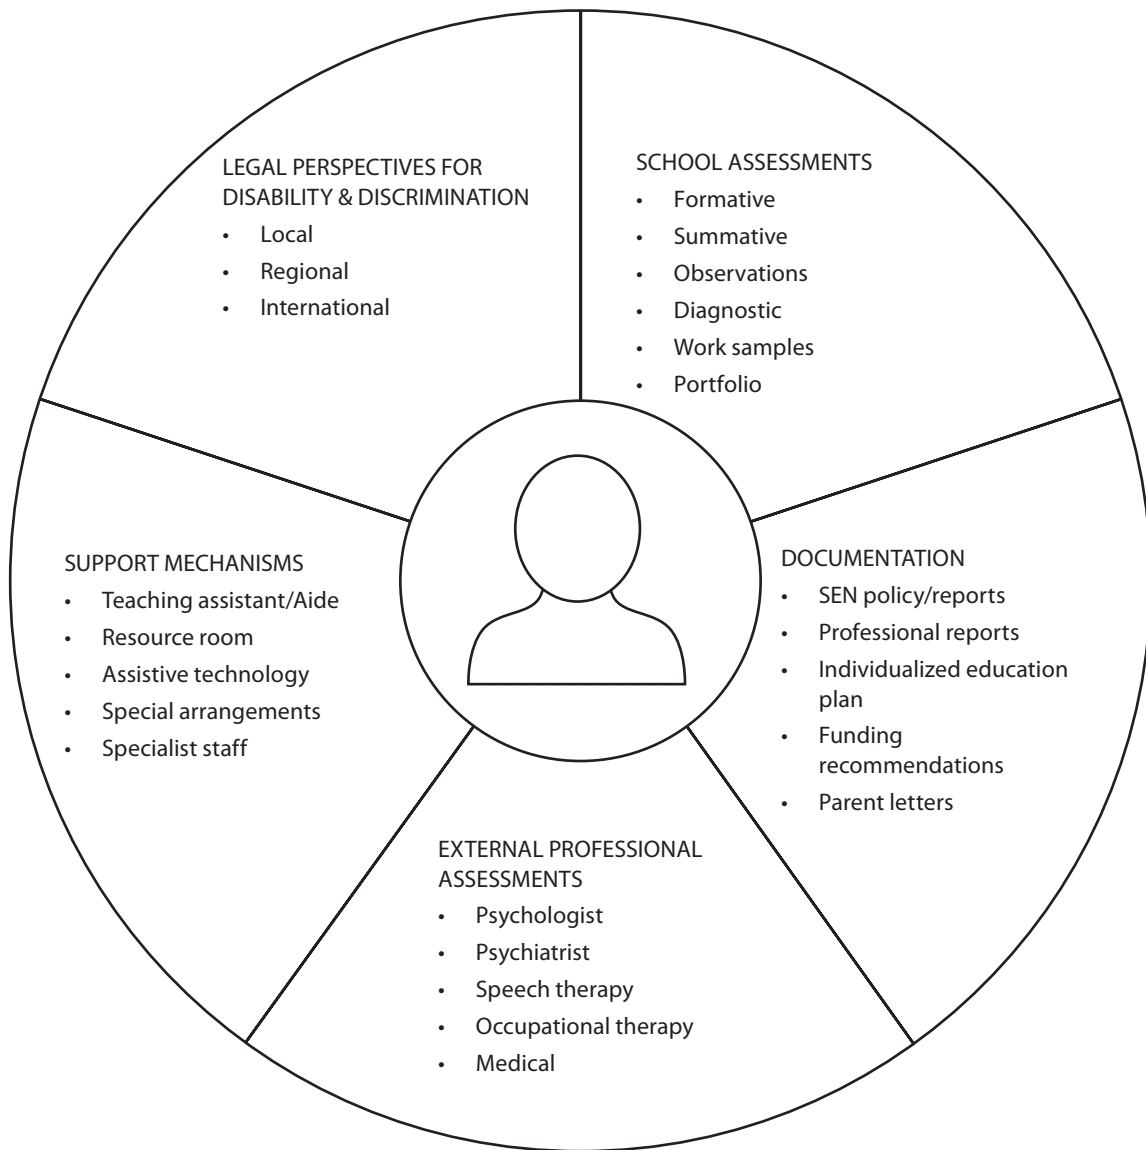 LEGAL PERSPECTIVES FOR
DISABILITY & DISCRIMINATION
• Local
• Regional
• International
SCHOOL ASSESSMENTS
• Formative
• Summative
• Observations
• Diagnostic
• Work samples
• Portfolio
SUPPORT MECHANISMS
• Teaching assistant/Aide
• Resource room
• Assistive technology
• Special arrangements
• Specialist staff
DOCUMENTATION
• SEN policy/reports
• Professional reports
• Individualized education
plan
• Funding
recommendations
• Parent letters
EXTERNAL PROFESSIONAL
ASSESSMENTS
• Psychologist
• Psychiatrist
• Speech therapy
• Occupational therapy
• Medical